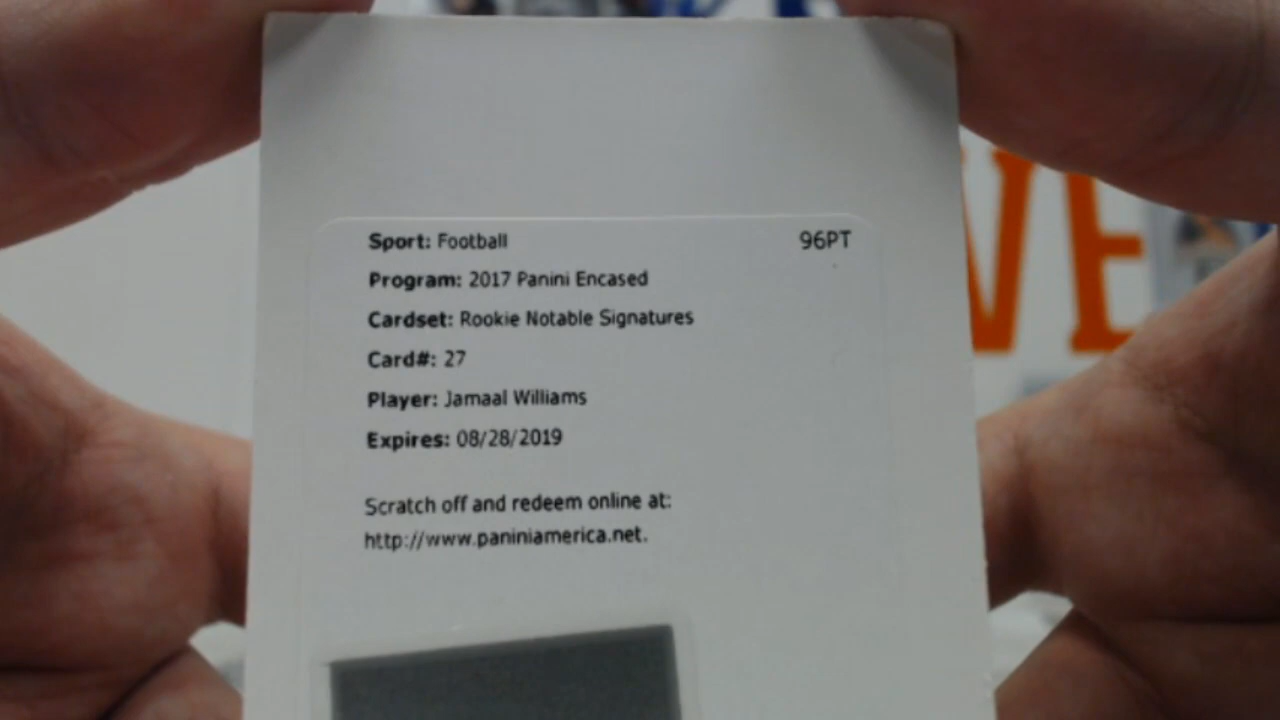 Sport: Football 96PT
Program: 2017 Panini Encased
Cardset: Rookie Notable Signatures
Card#: 27
Player: Jamaal Williams
Expires: 08/28/2019
Scratch off and redeem online at:
http://www.paniniamerica.net.
VE